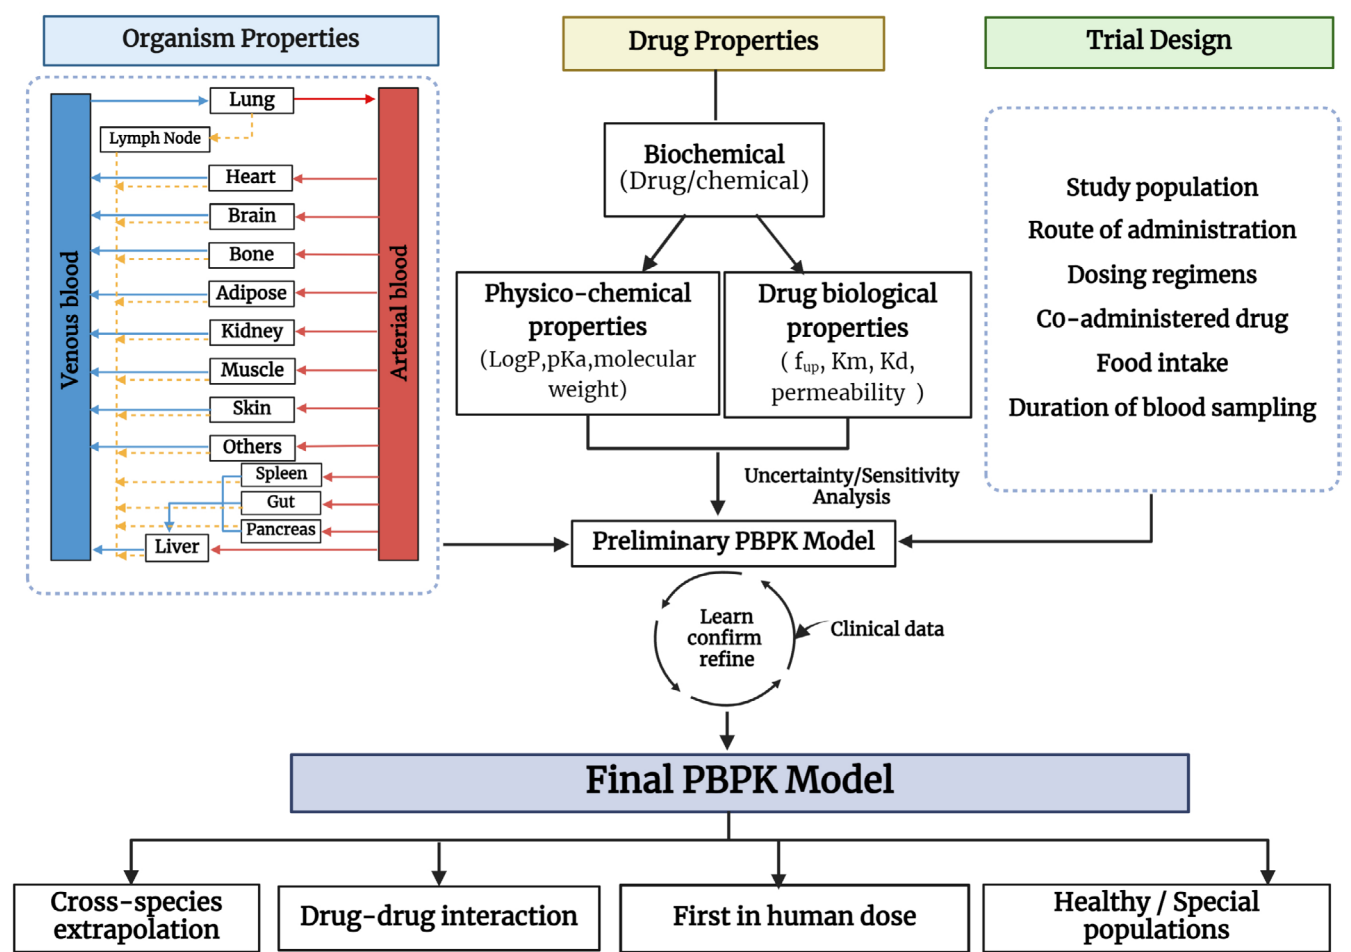 Organism Properties
Drug Properties
Trial Design
Venous blood
Arterial blood
Lung
Lymph Node
Heart
Brain
Bone
Adipose
Kidney
Muscle
Skin
Others
Spleen
Gut
Pancreas
Liver
Biochemical
(Drug/chemical)
Physico-chemical
properties
(LogP,pKa,molecular
weight)
Drug biological
properties
( fup, Km, Kd,
permeability )
Study population
Route of administration
Dosing regimens
Co-administered drug
Food intake
Duration of blood sampling
Uncertainty/Sensitivity
Analysis
Preliminary PBPK Model
Learn
confirm
refine
Clinical data
Final PBPK Model
Cross-species
extrapolation
Drug-drug interaction
First in human dose
Healthy / Special
populations